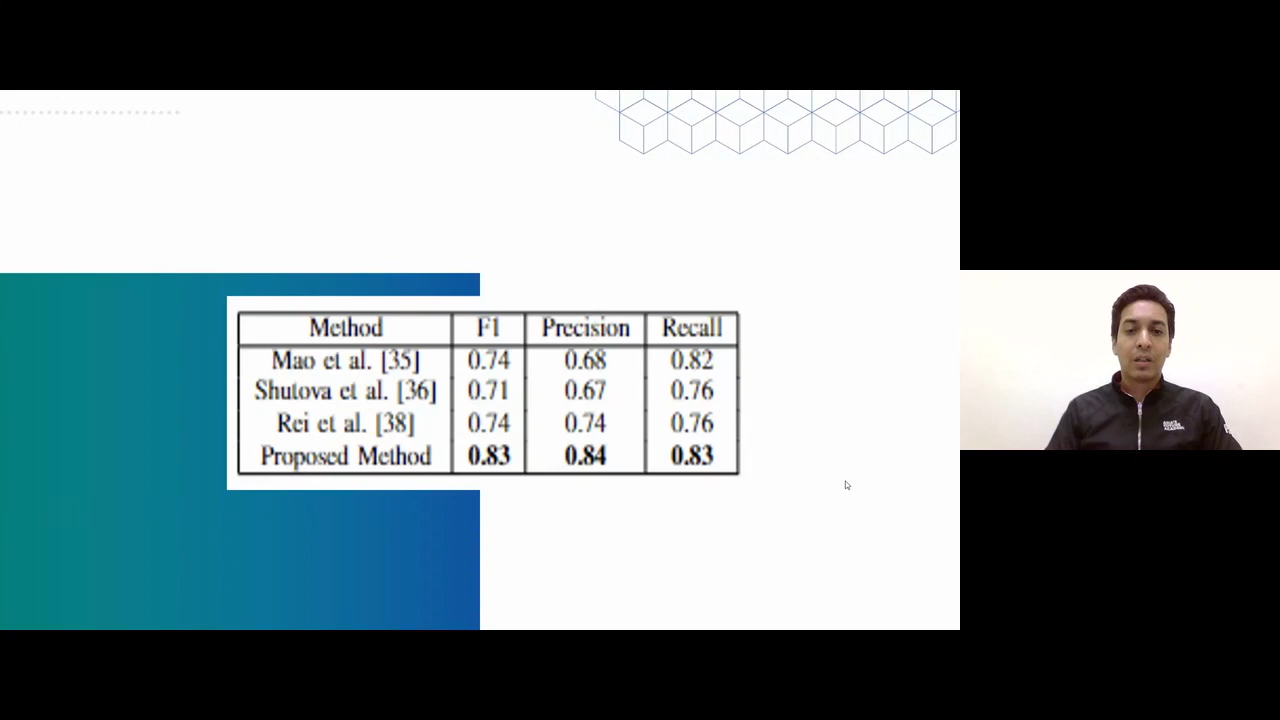 Method F1 Precision Recall
Mao et al. [35] 0.74 0.68 0.82
Shutova et al. [36] 0.71 0.67 0.76
Rei et al. [38] 0.74 0.74 0.76
Proposed Method 0.83 0.84 0.83